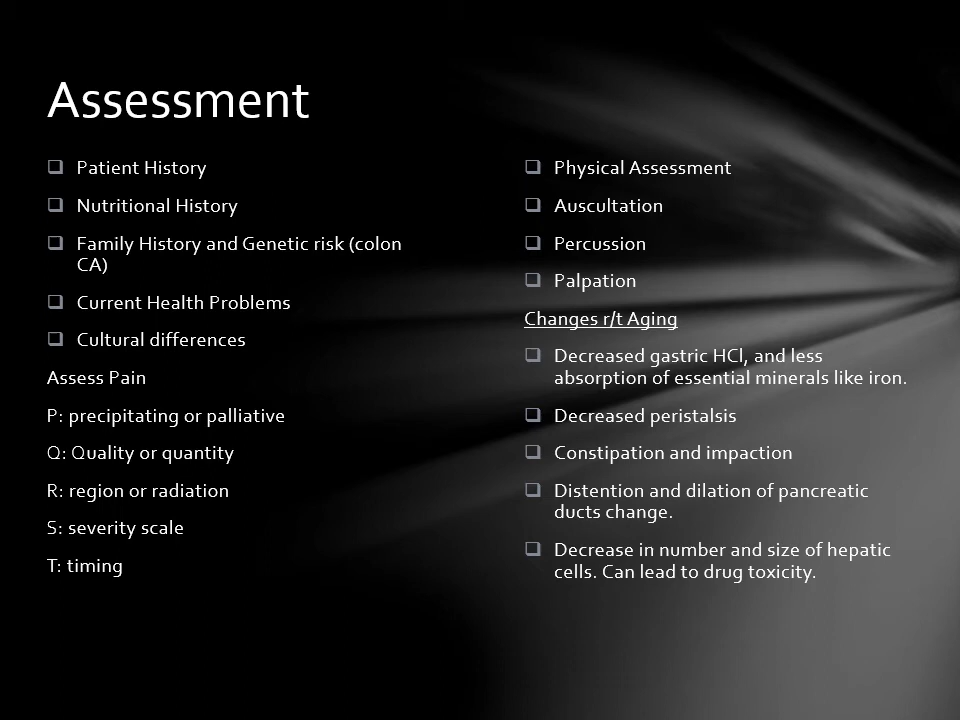 Assessment
Patient History
Nutritional History
Family History and Genetic risk (colon
CA)
Current Health Problems
Cultural differences
Assess Pain
P: precipitating or palliative
Q: Quality or quantity
R: region or radiation
S: severity scale
T: timing
Physical Assessment
Auscultation
Percussion
Palpation
Changes r/t Aging
Decreased gastric HCl, and less
absorption of essential minerals like iron.
Decreased peristalsis
Constipation and impaction
Distention and dilation of pancreatic
ducts change.
Decrease in number and size of hepatic
cells. Can lead to drug toxicity.